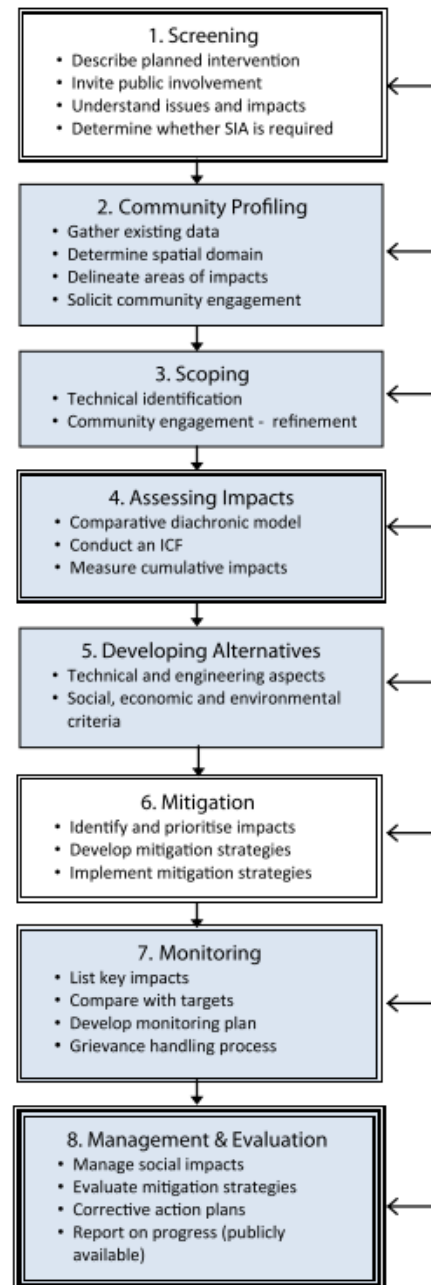 1. Screening
• Describe planned intervention
• Invite public involvement
• Understand issues and impacts
• Determine whether SIA is required
2. Community Profiling
• Gather existing data
• Determine spatial domain
• Delineate areas of impacts
• Solicit community engagement
3. Scoping
• Technical identification
• Community engagement - refinement
4. Assessing Impacts
• Comparative diachronic model
• Conduct an ICF
• Measure cumulative impacts
5. Developing Alternatives
• Technical and engineering aspects
• Social, economic and environmental
criteria
6. Mitigation
• Identify and prioritise impacts
• Develop mitigation strategies
• Implement mitigation strategies
7. Monitoring
• List key impacts
• Compare with targets
• Develop monitoring plan
• Grievance handling process
8. Management & Evaluation
• Manage social impacts
• Evaluate mitigation strategies
• Corrective action plans
• Report on progress (publicly
available)